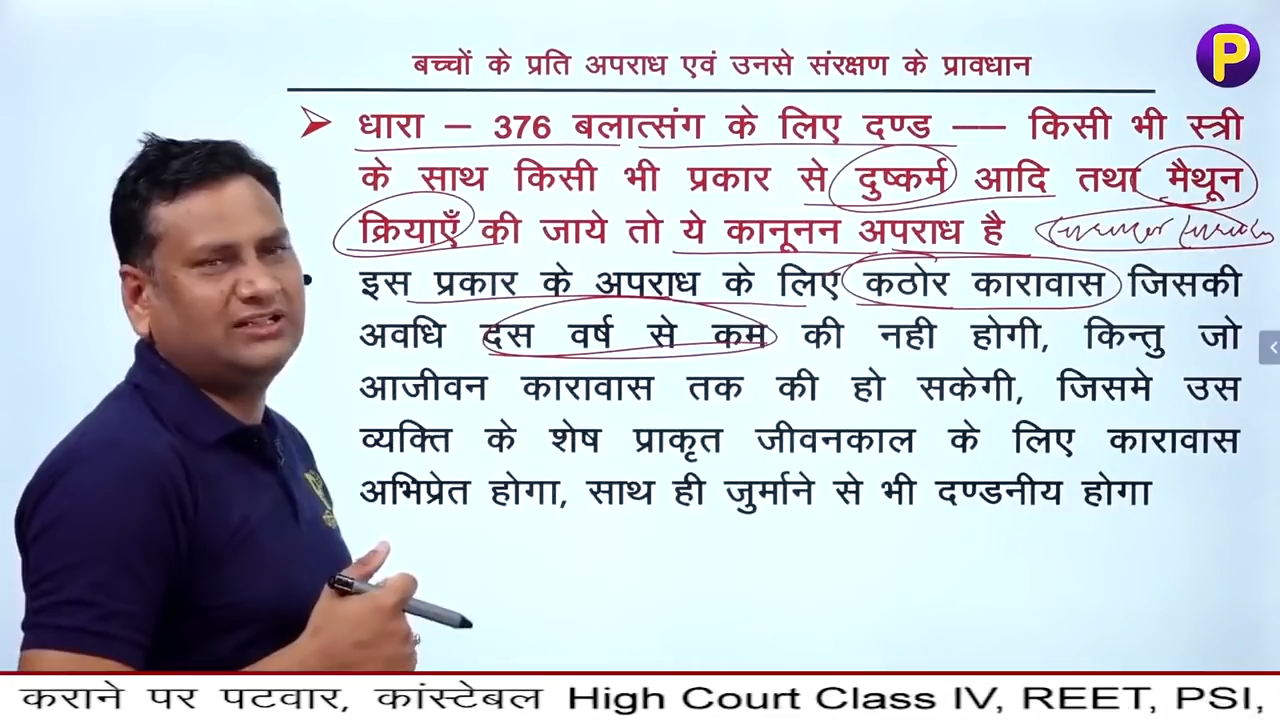 बच्चों के प्रति अपराध एवं उनसे संरक्षण के प्रावधान
P
धारा – 376 बलात्संग के लिए दण्ड –– किसी भी स्त्री
के साथ किसी भी प्रकार से दुष्कर्म आदि तथा मैथून
क्रियाएँ की जाये तो ये कानूनन अपराध है
इस प्रकार के अपराध के लिए कठोर कारावास जिसकी
अवधि दस वर्ष से कम की नही होगी, किन्तु जो
आजीवन कारावास तक की हो सकेगी, जिसमे उस
व्यक्ति के शेष प्राकृत जीवनकाल के लिए कारावास
अभिप्रेत होगा, साथ ही जुर्माने से भी दण्डनीय होगा
कराने पर पटवार, कांस्टेबल High Court Class IV, REET, PSI,